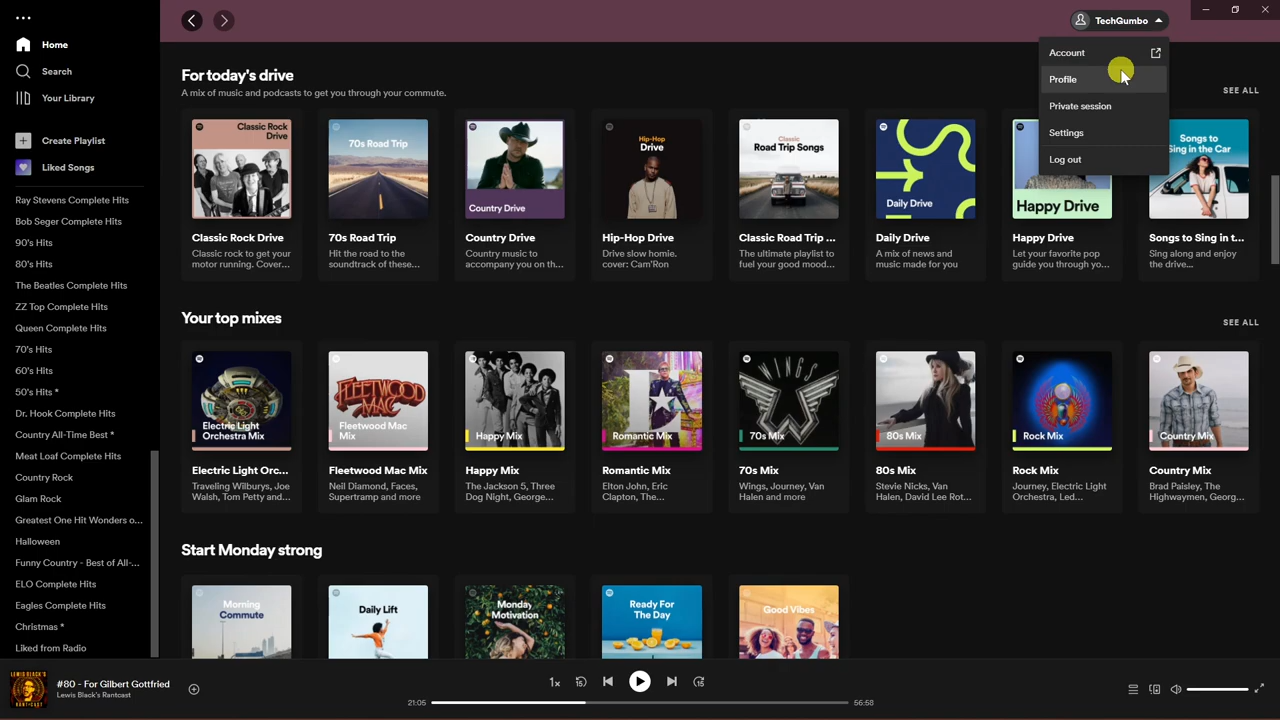 TechGumbo
Home
Search
Your Library
Create Playlist
Liked Songs
Ray Stevens Complete Hits
Bob Seger Complete Hits
90's Hits
80's Hits
The Beatles Complete Hits
ZZ Top Complete Hits
Queen Complete Hits
70's Hits
60's Hits
50's Hits *
Dr. Hook Complete Hits
Country All-Time Best *
Meat Loaf Complete Hits
Country Rock
Glam Rock
Greatest One Hit Wonders o...
Halloween
Funny Country - Best of All-...
ELO Complete Hits
Eagles Complete Hits
Christmas *
Liked from Radio
Account
Profile
Private session
Settings
Log out
For today's drive
A mix of music and podcasts to get you through your commute.
SEE ALL
Classic Rock
Drive
70s Road Trip
Country Drive
Hip-Hop
Drive
Classic
Road Trip Songs
Daily Drive
Happy Drive
Songs to
Sing in the Car
Classic Rock Drive
Classic rock to get your
motor running. Cover...
70s Road Trip
Hit the road to the
soundtrack of these...
Country Drive
Country music to
accompany you on th...
Hip-Hop Drive
Drive slow homie.
cover: Cam'Ron
Classic Road Trip ...
The ultimate playlist to
fuel your good mood...
Daily Drive
A mix of news and
music made for you
Happy Drive
Let your favorite pop
guide you through yo...
Songs to Sing in t...
Sing along and enjoy
the drive...
Your top mixes
SEE ALL
Electric Light
Orchestra Mix
FLEETWOOD
MAC
Fleetwood Mac
Mix
Happy Mix
Romantic Mix
WINGS
70s Mix
80s Mix
Rock Mix
Country Mix
Electric Light Orc...
Traveling Wilburys, Joe
Walsh, Tom Petty and...
Fleetwood Mac Mix
Neil Diamond, Faces,
Supertramp and more
Happy Mix
The Jackson 5, Three
Dog Night, George...
Romantic Mix
Elton John, Eric
Clapton, The...
70s Mix
Wings, Journey, Van
Halen and more
80s Mix
Stevie Nicks, Van
Halen, David Lee Rot...
Rock Mix
Journey, Electric Light
Orchestra, Led...
Country Mix
Brad Paisley, The
Highwaymen, Georg...
Start Monday strong
Morning
Commute
Daily Lift
Monday
Motivation
Ready For
The Day
Good Vibes
LEWIS BLACK'S
RANTCAST
#80 - For Gilbert Gottfried
Lewis Black's Rantcast
1x
15
15
21:05
56:58